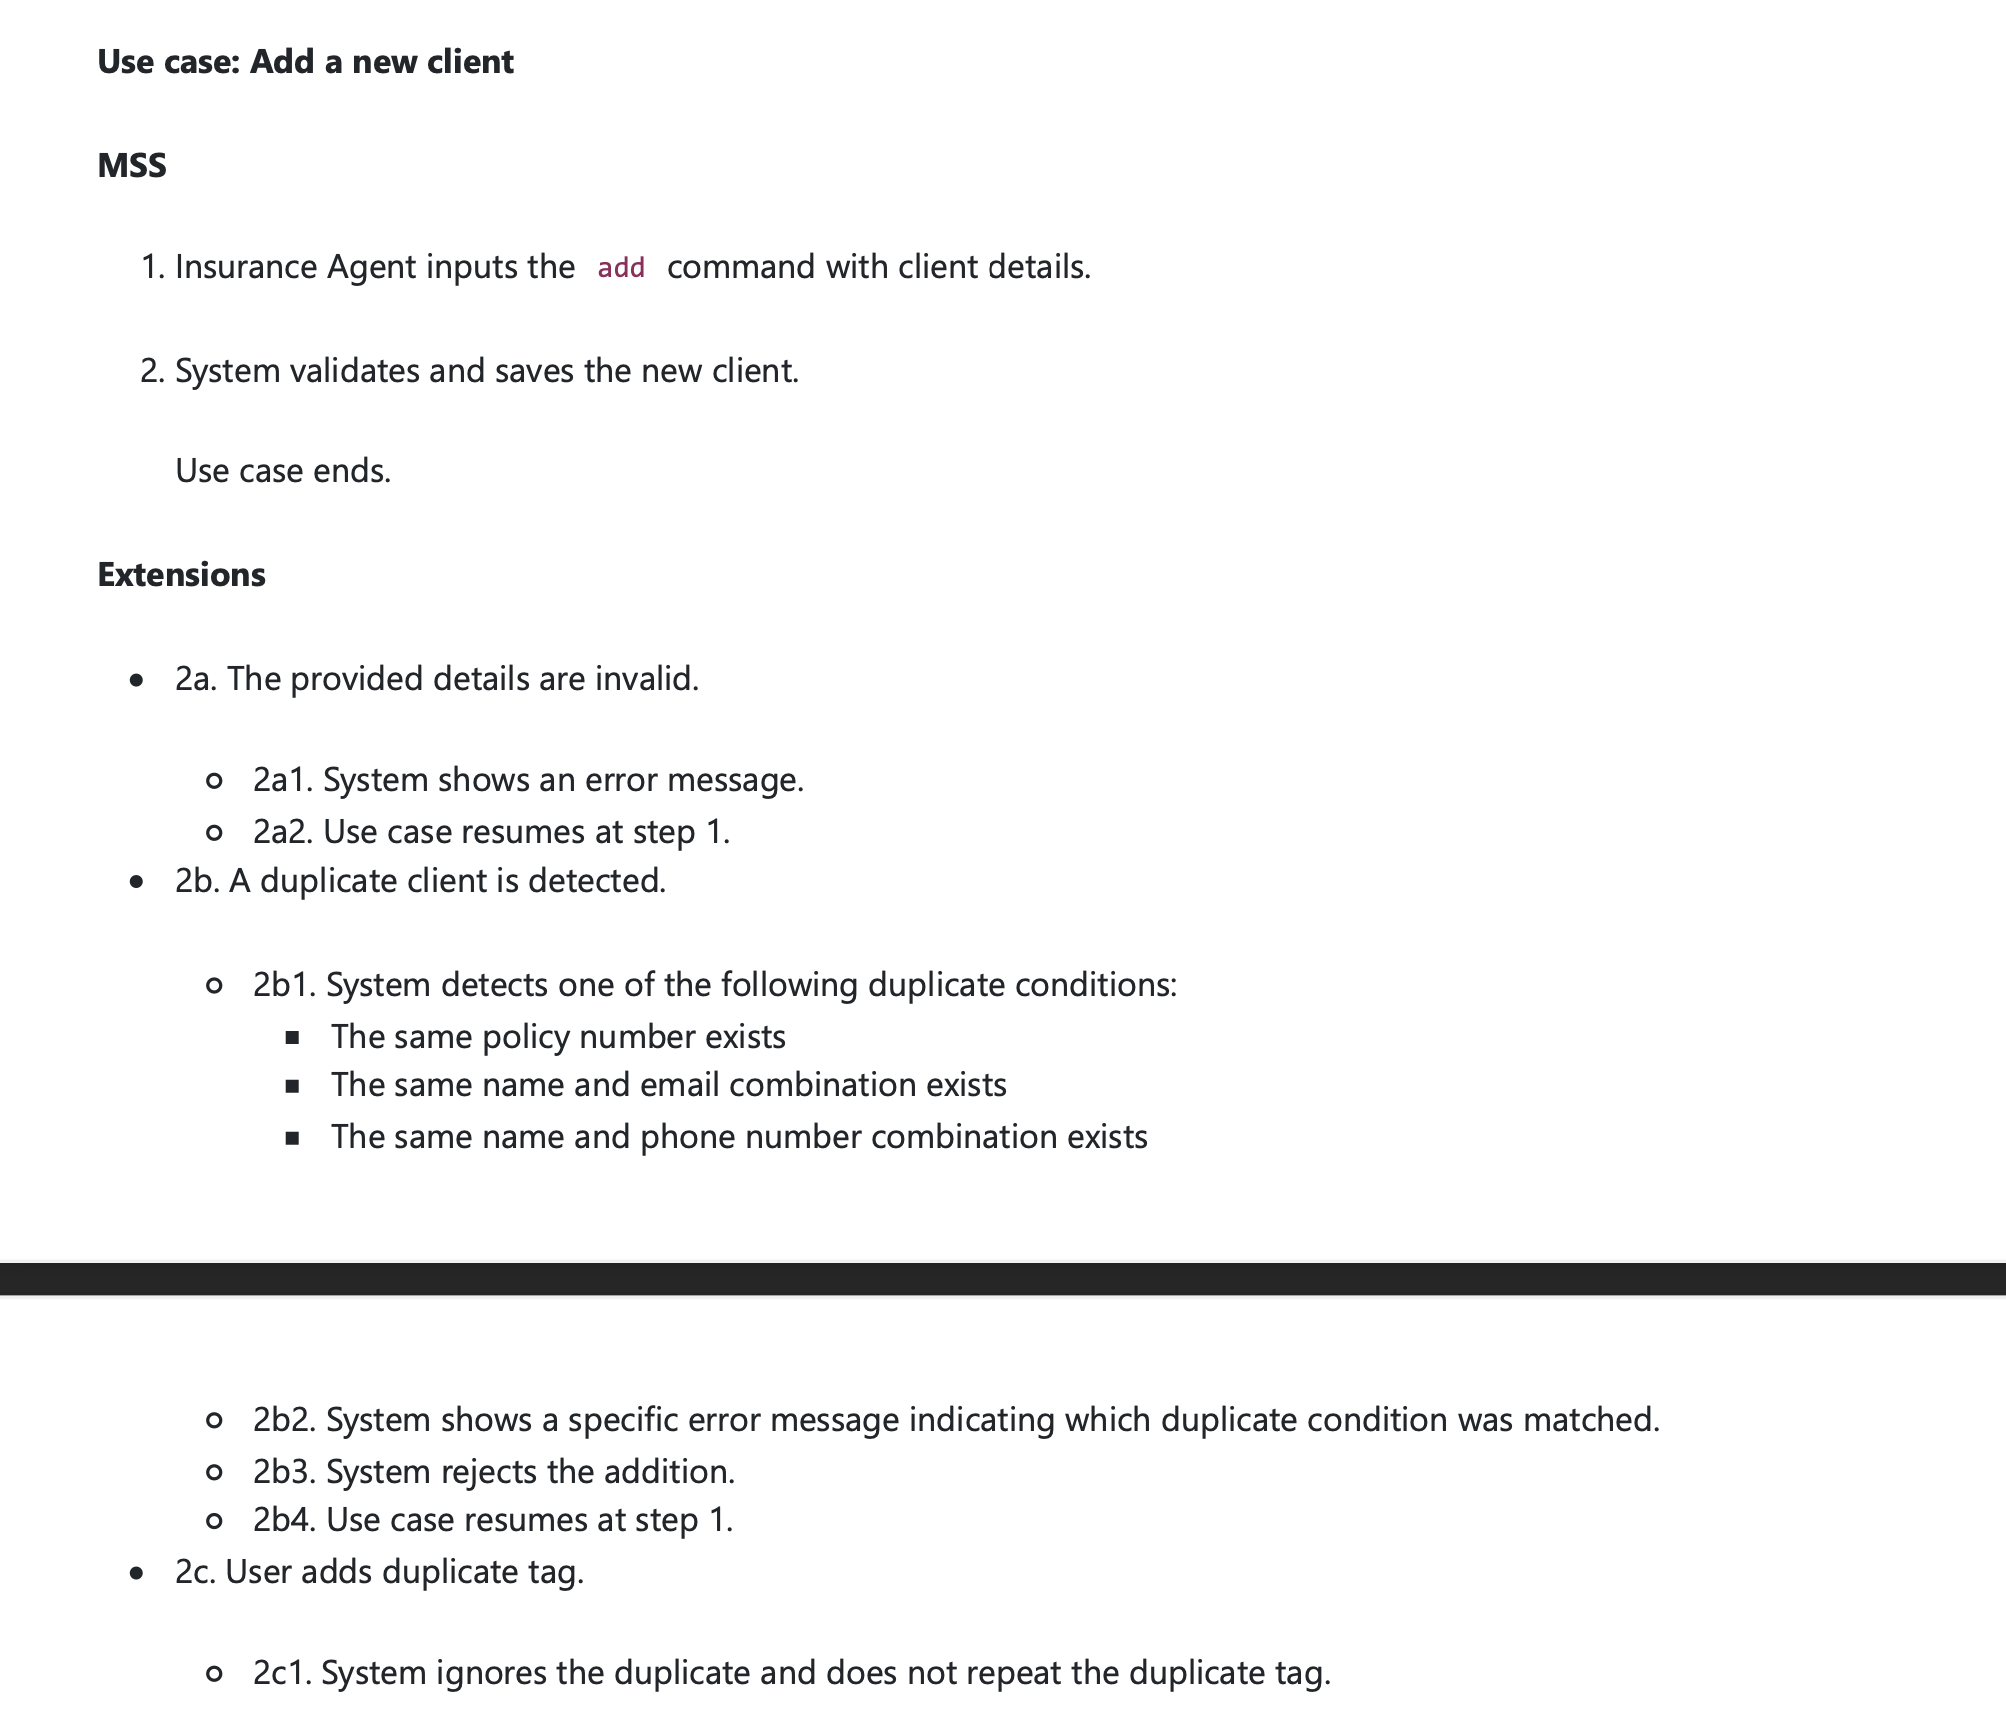 Use case: Add a new client
MSS
1. Insurance Agent inputs the add command with client details.
2. System validates and saves the new client.
Use case ends.
Extensions
• 2a. The provided details are invalid.
○ 2a1. System shows an error message.
○ 2a2. Use case resumes at step 1.
• 2b. A duplicate client is detected.
○ 2b1. System detects one of the following duplicate conditions:
▪ The same policy number exists
▪ The same name and email combination exists
▪ The same name and phone number combination exists
○ 2b2. System shows a specific error message indicating which duplicate condition was matched.
○ 2b3. System rejects the addition.
○ 2b4. Use case resumes at step 1.
• 2c. User adds duplicate tag.
○ 2c1. System ignores the duplicate and does not repeat the duplicate tag.